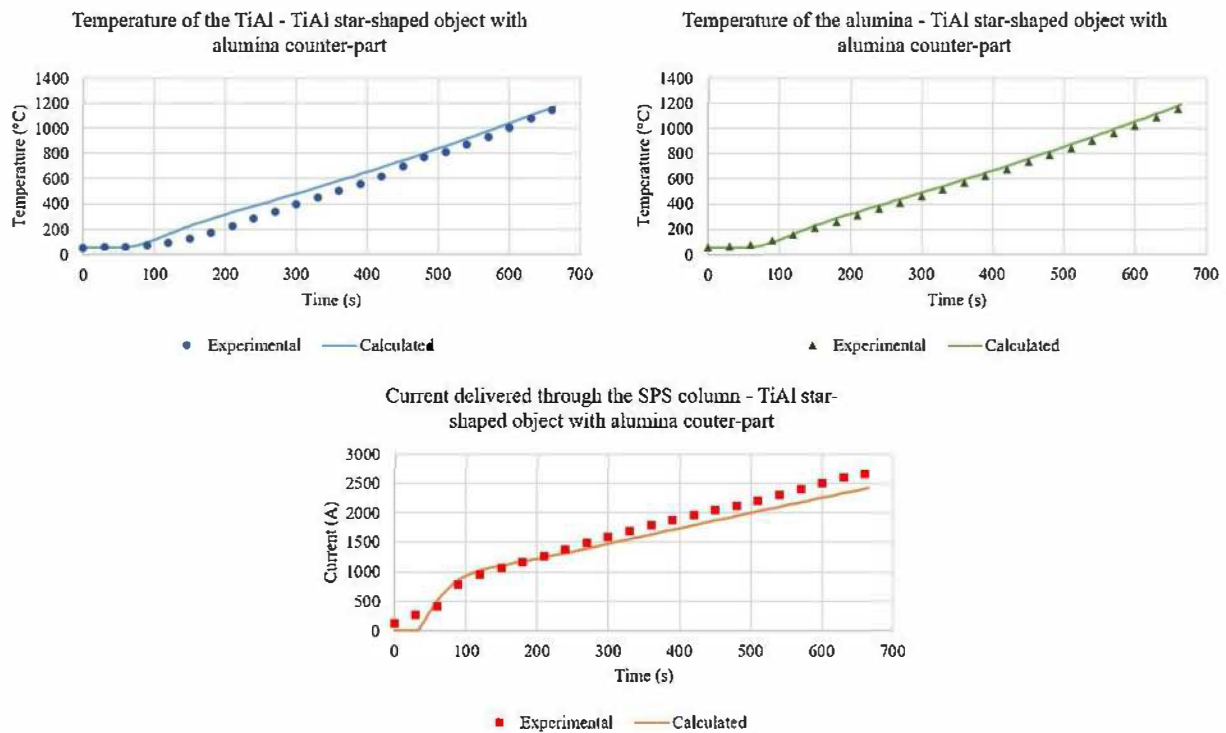 Temperature of the TiAl - TiAl star-shaped object with
alumina counter-part
1400
1200
1000
800
600
400
200
0
Temperature (°C)
0 100 200 300 400 500 600 700
Time (s)
Experimental Calculated
Temperature of the alumina - TiAl star-shaped object with
alumina counter-part
1400
1200
1000
800
600
400
200
0
Temperature (°C)
0 100 200 300 400 500 600 700
Time (s)
Experimental Calculated
Current delivered through the SPS column - TiAl star-
shaped object with alumina couter-part
3000
2500
2000
1500
1000
500
0
Current (A)
0 100 200 300 400 500 600 700
Time (s)
Experimental Calculated